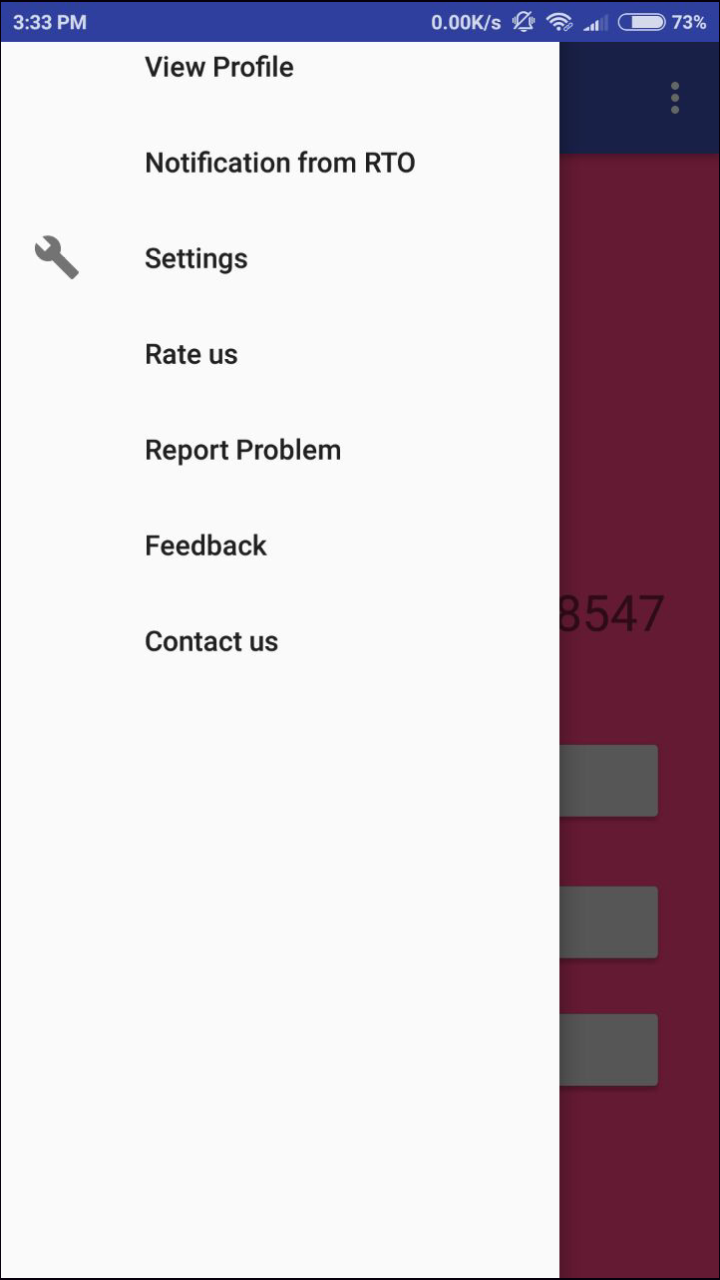 3:33 PM 0.00K/s 73%
View Profile
Notification from RTO
Settings
Rate us
Report Problem
Feedback
Contact us
8547